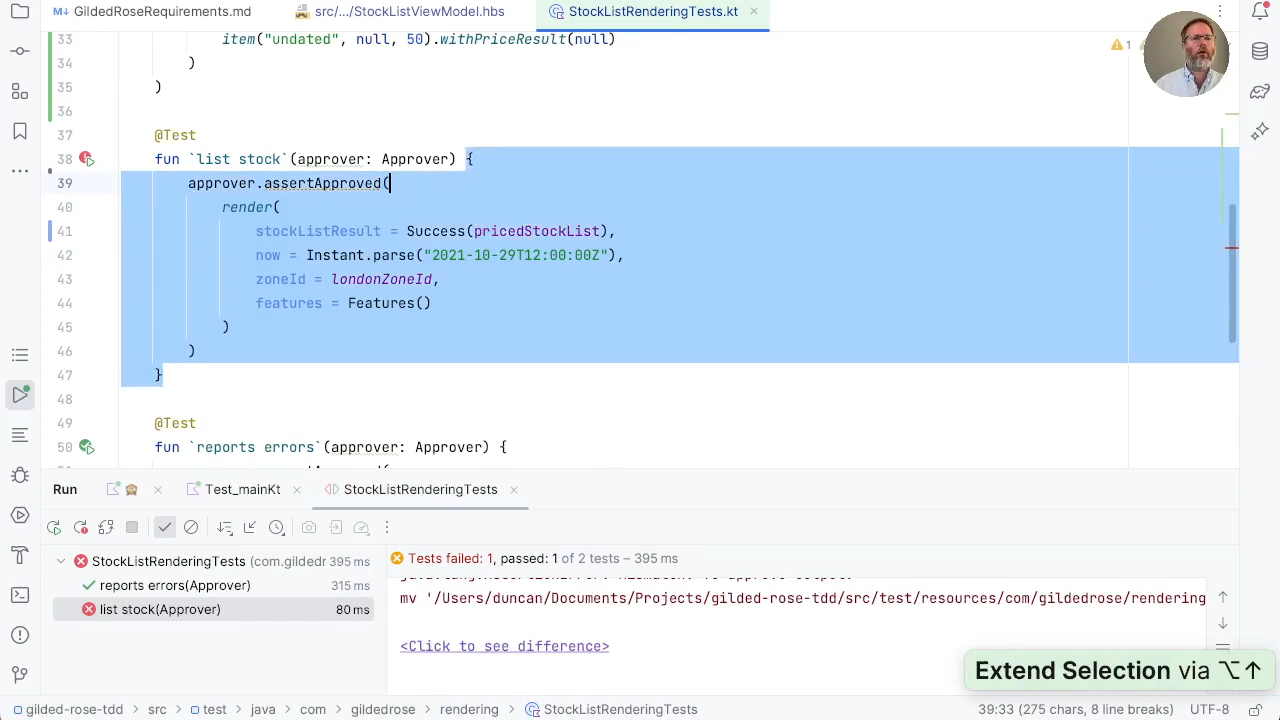 GildedRoseRequirements.md
src/.../StockListViewModel.hbs
StockListRenderingTests.kt
33 item("undated", null, 50).withPriceResult(null)
1
34 )
35 )
36
37 @Test
38 fun `list stock`(approver: Approver) {
39 approver.assertApproved(
40 render(
41 stockListResult = Success(pricedStockList),
42 now = Instant.parse("2021-10-29T12:00:00Z"),
43 zoneId = londonZoneId,
44 features = Features()
45 )
46 )
47 }
48
49 @Test
50 fun `reports errors`(approver: Approver) {
Run
Test_mainKt
StockListRenderingTests
StockListRenderingTests (com.gildedr 395 ms
reports errors(Approver) 315 ms
list stock(Approver) 80 ms
Tests failed: 1, passed: 1 of 2 tests – 395 ms
mv '/Users/duncan/Documents/Projects/gilded-rose-tdd/src/test/resources/com/gildedrose/rendering
<Click to see difference>
Extend Selection via ⌥↑
gilded-rose-tdd > src > test > java > com > gildedrose > rendering > StockListRenderingTests
39:33 (275 chars, 8 line breaks)
UTF-8